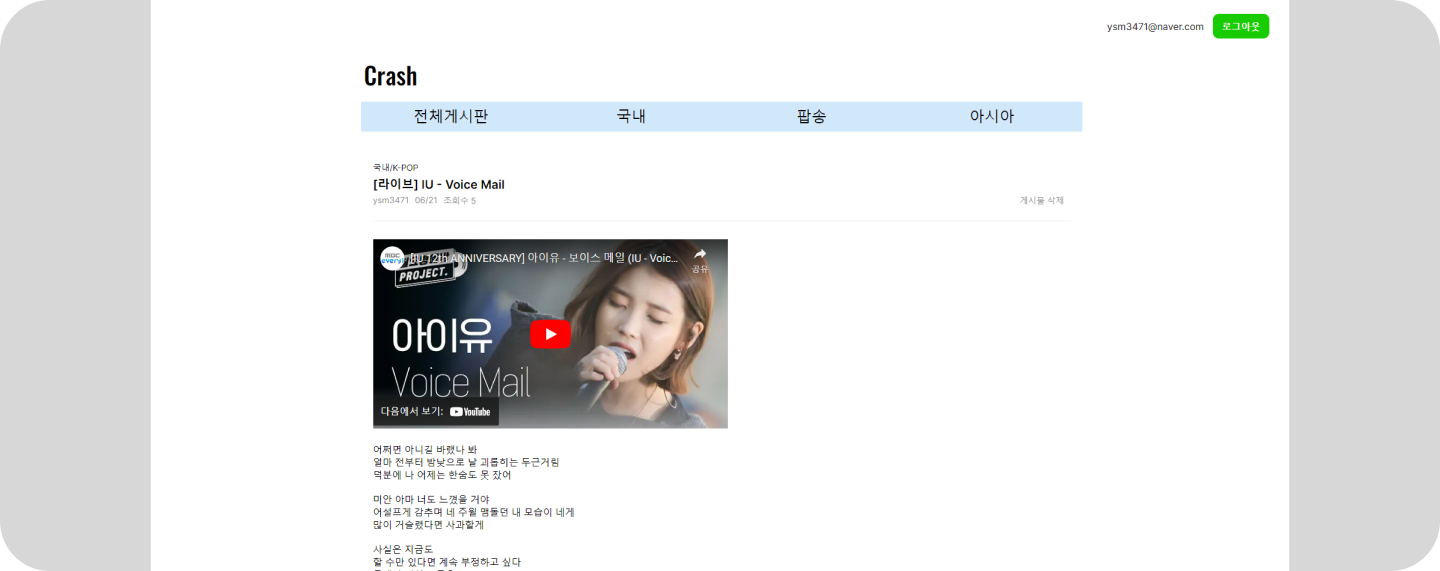 ysm3471@naver.com 로그아웃
Crash
전체게시판 국내 팝송 아시아
국내/K-POP
[라이브] IU - Voice Mail
ysm3471 06/21 조회수 5 게시물 삭제
[IU 12th ANNIVERSARY] 아이유 - 보이스 메일 (IU - Voic...
공유
PROJECT.
아이유
Voice Mail
다음에서 보기: YouTube
어쩌면 아니길 바랬나 봐
얼마 전부터 밤낮으로 날 괴롭히는 두근거림
덕분에 나 어제는 한숨도 못 잤어
미안 아마 너도 느꼈을 거야
어설프게 감추며 네 주윌 맴돌던 내 모습이 네게
많이 거슬렸다면 사과할게
사실은 지금도
할 수만 있다면 계속 부정하고 싶다